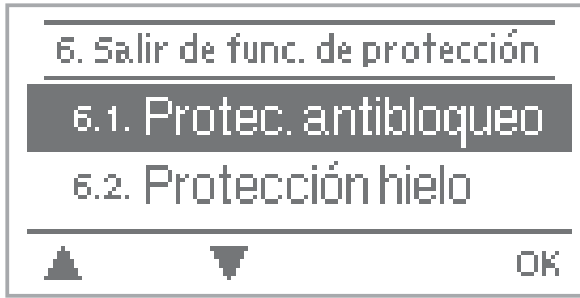 6. Salir de func. de protección
6.1. Protec. antibloqueo
6.2. Protección hielo
OK